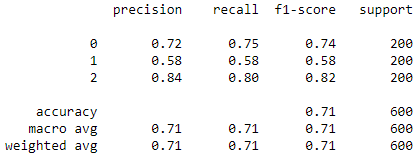 precision recall f1-score support
0 0.72 0.75 0.74 200
1 0.58 0.58 0.58 200
2 0.84 0.80 0.82 200
accuracy 0.71 600
macro avg 0.71 0.71 0.71 600
weighted avg 0.71 0.71 0.71 600